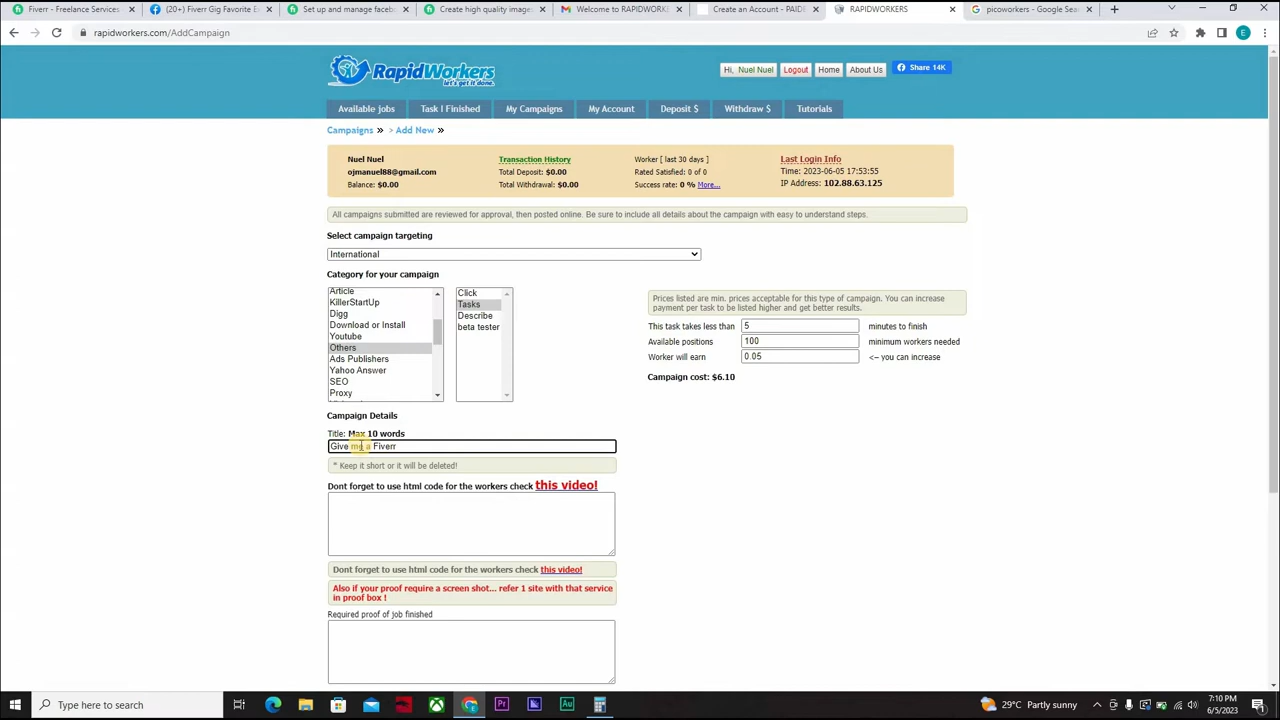 Fiverr - Freelance Services
(20+) Fiverr Gig Favorite E
Set up and manage faceb
Create high quality images
Welcome to RAPIDWORKE
Create an Account - PAID
RAPIDWORKERS
picoworkers - Google Sea
rapidworkers.com/AddCampaign
E
RapidWorkers
let's get it done.
Hi, Nuel Nuel
Logout
Home
About Us
Share 14K
Available jobs
Task I Finished
My Campaigns
My Account
Deposit $
Withdraw $
Tutorials
Campaigns » > Add New »
Nuel Nuel
ojmanuel88@gmail.com
Balance: $0.00
Transaction History
Total Deposit: $0.00
Total Withdrawal: $0.00
Worker [ last 30 days ]
Rated Satisfied: 0 of 0
Success rate: 0 % More...
Last Login Info
Time: 2023-06-05 17:53:55
IP Address: 102.88.63.125
All campaigns submitted are reviewed for approval, then posted online. Be sure to include all details about the campaign with easy to understand steps.
Select campaign targeting
International
Category for your campaign
Article
KillerStartUp
Digg
Download or Install
Youtube
Others
Ads Publishers
Yahoo Answer
SEO
Proxy
Click
Tasks
Describe
beta tester
Prices listed are min. prices acceptable for this type of campaign. You can increase
payment per task to be listed higher and get better results.
This task takes less than 5 minutes to finish
Available positions 100 minimum workers needed
Worker will earn 0.05 <-- you can increase
Campaign cost: $6.10
Campaign Details
Title: Max 10 words
Give me a Fiverr
* Keep it short or it will be deleted!
Dont forget to use html code for the workers check this video!
Dont forget to use html code for the workers check this video!
Also if your proof require a screen shot... refer 1 site with that service
in proof box !
Required proof of job finished
Type here to search
29°C Partly sunny
7:10 PM
6/5/2023